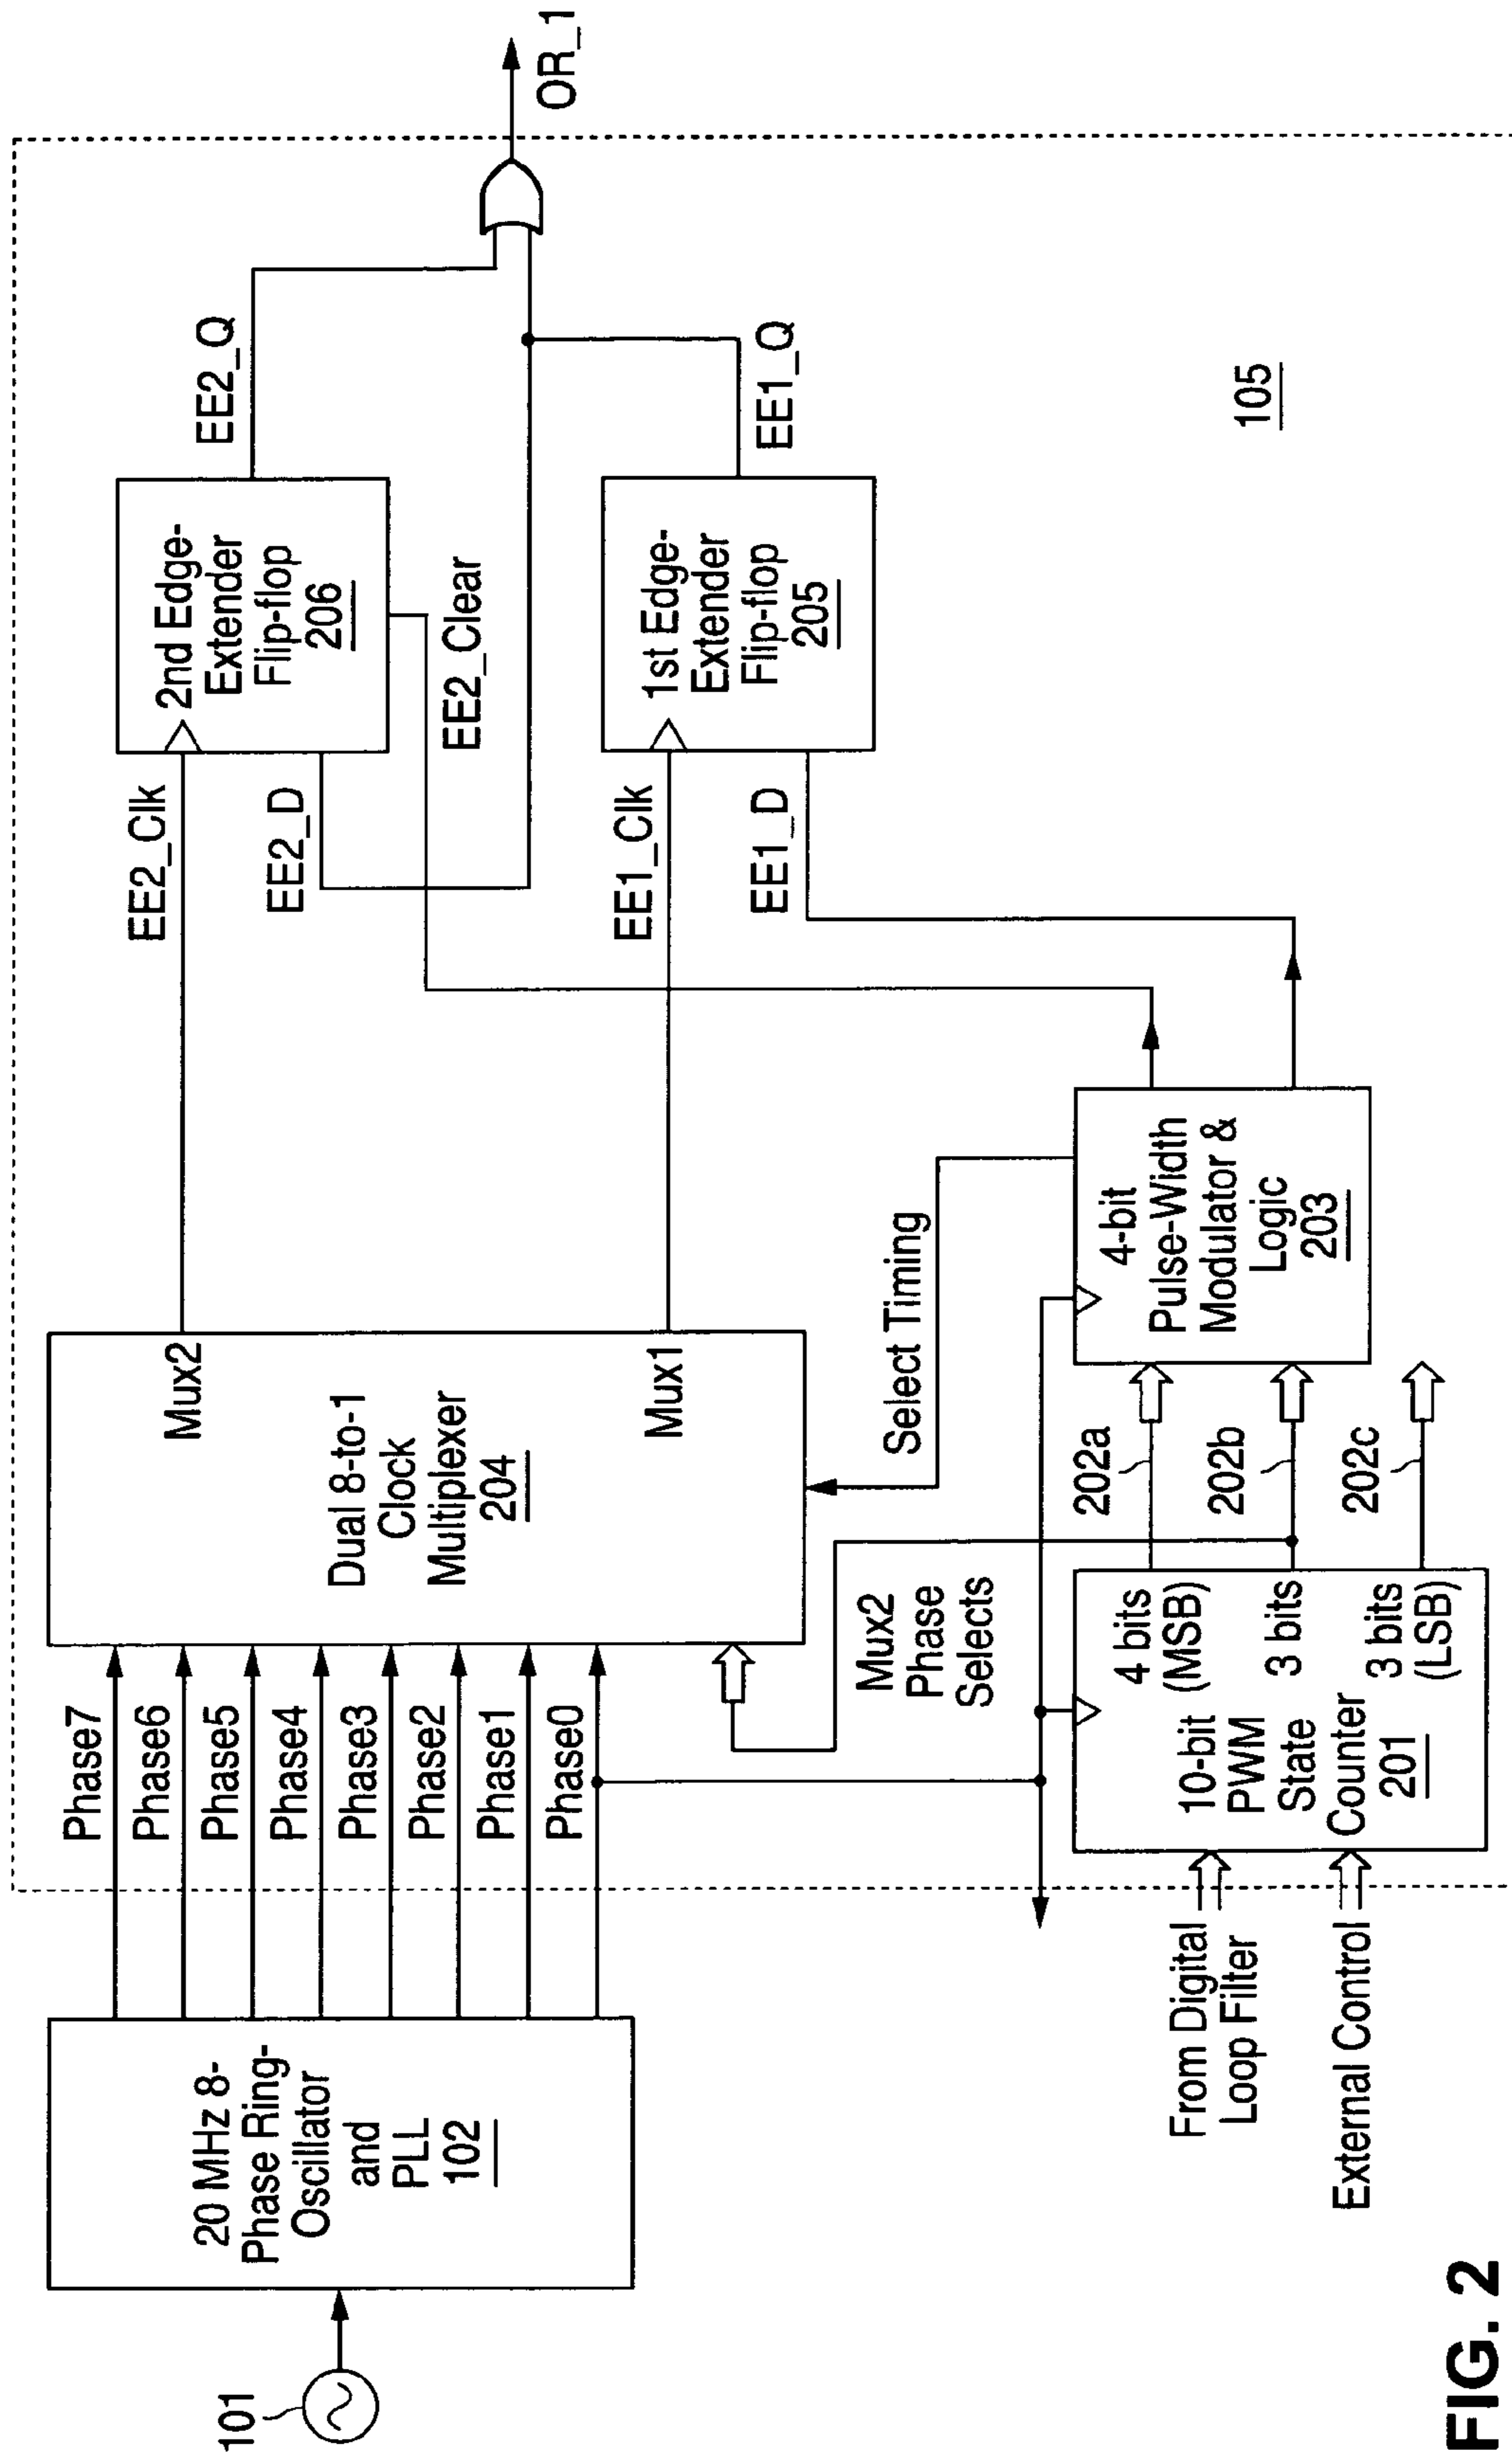 101
20 MHz 8-
Phase Ring-
Oscillator
and
PLL
102
Phase7
Phase6
Phase5
Phase4
Phase3
Phase2
Phase1
Phase0
Dual 8-to-1
Clock
Multiplexer
204
Mux2
Mux1
EE2_Clk
EE2_D
2nd Edge-
Extender
Flip-flop
206
EE2_Q
EE2_Clear
EE1_Clk
EE1_D
1st Edge-
Extender
Flip-flop
205
EE1_Q
OR_1
Mux2
Phase
Selects
Select Timing
From Digital
Loop Filter
External Control
10-bit
PWM
State
Counter
201
4 bits
(MSB)
3 bits
3 bits
(LSB)
202a
202b
202c
4-bit
Pulse-Width
Modulator &
Logic
203
105
FIG. 2